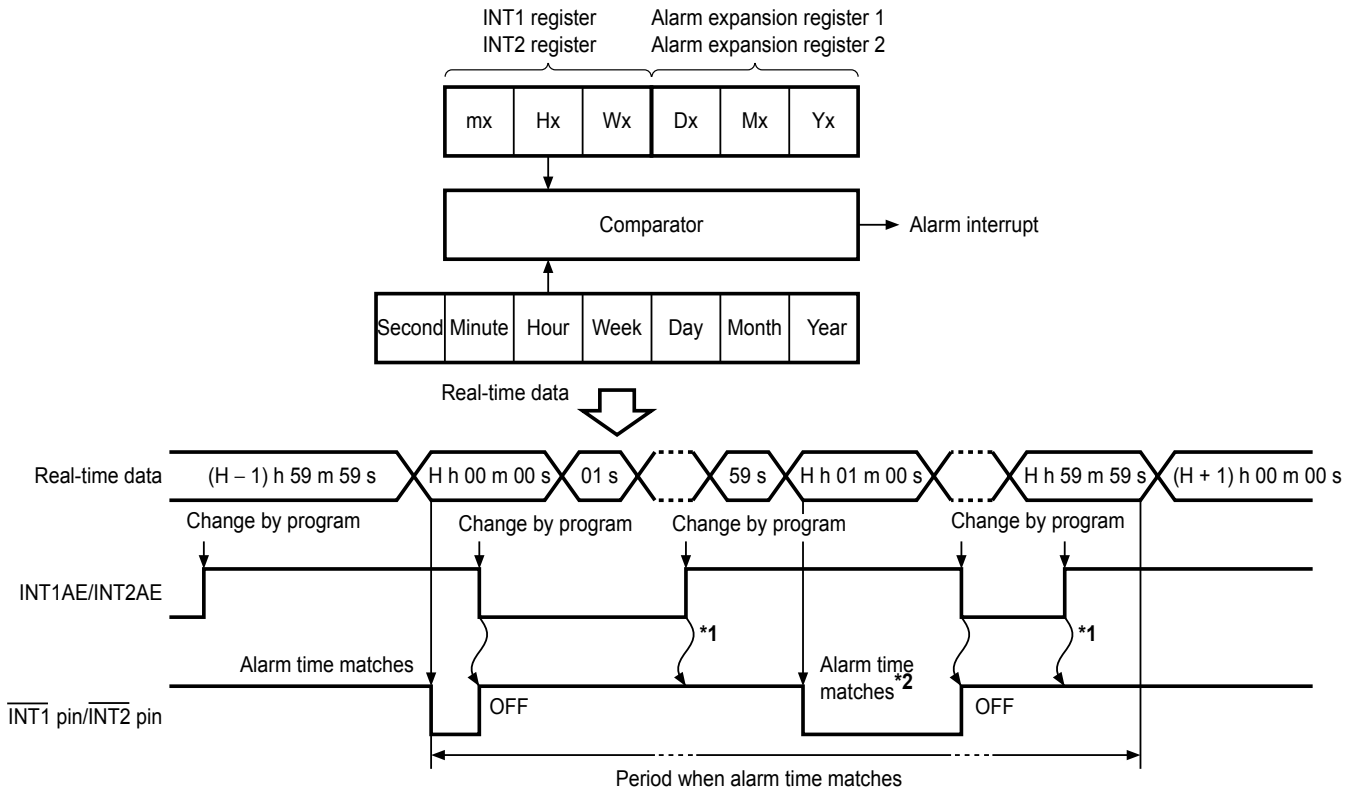 INT1 register
INT2 register
Alarm expansion register 1
Alarm expansion register 2
mx Hx Wx Dx Mx Yx
Comparator
Alarm interrupt
Second Minute Hour Week Day Month Year
Real-time data
Real-time data
(H – 1) h 59 m 59 s
H h 00 m 00 s
01 s
59 s
H h 01 m 00 s
H h 59 m 59 s
(H + 1) h 00 m 00 s
Change by program
Change by program
Change by program
Change by program
INT1AE/INT2AE
*1
*1
Alarm time matches
Alarm time
matches*2
INT1 pin/INT2 pin
OFF
OFF
Period when alarm time matches